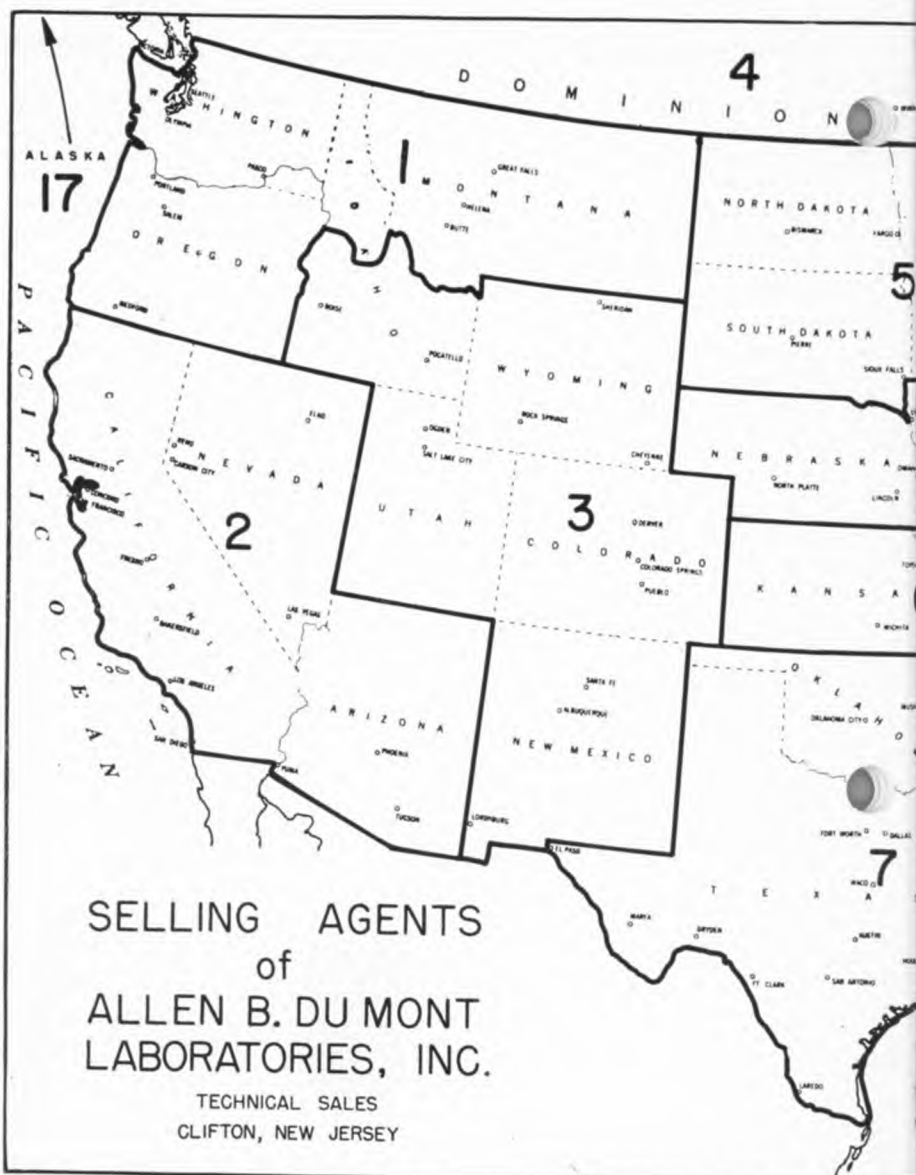 4
DOMINION
ALASKA
17
PACIFIC OCEAN
WASHINGTON
SEATTLE
OLYMPIA
PASCO
1
IDAHO
MONTANA
GREAT FALLS
HELENA
BUTTE
PORTLAND
SALEM
OREGON
MEDFORD
NORTH DAKOTA
BISMARCK
FARGO
5
SOUTH DAKOTA
PIERRE
SIOUX FALLS
BOISE
POCATELLO
SHERIDAN
WYOMING
ROCK SPRINGS
CHEYENNE
CALIFORNIA
SACRAMENTO
CONCORD
FRANCISCO
FRESNO
BAKERSFIELD
LOS ANGELES
SAN DIEGO
ELKO
RENO
CARSON CITY
NEVADA
2
LAS VEGAS
OGDEN
SALT LAKE CITY
UTAH
3
DENVER
COLORADO
COLORADO SPRINGS
PUEBLO
NEBRASKA
NORTH PLATTE
LINCOLN
KANSA
WICHITA
ARIZONA
PHOENIX
YUMA
TUCSON
SANTA FE
ALBUQUERQUE
NEW MEXICO
LORDSBURG
EL PASO
OKLAHO
OKLAHOMA CITY
FORT WORTH
DALLAS
7
WACO
TEXA
MARFA
DRYDEN
AUSTIN
FT CLARK
SAN ANTONIO
LAREDO
SELLING AGENTS
of
ALLEN B. DU MONT
LABORATORIES, INC.
TECHNICAL SALES
CLIFTON, NEW JERSEY